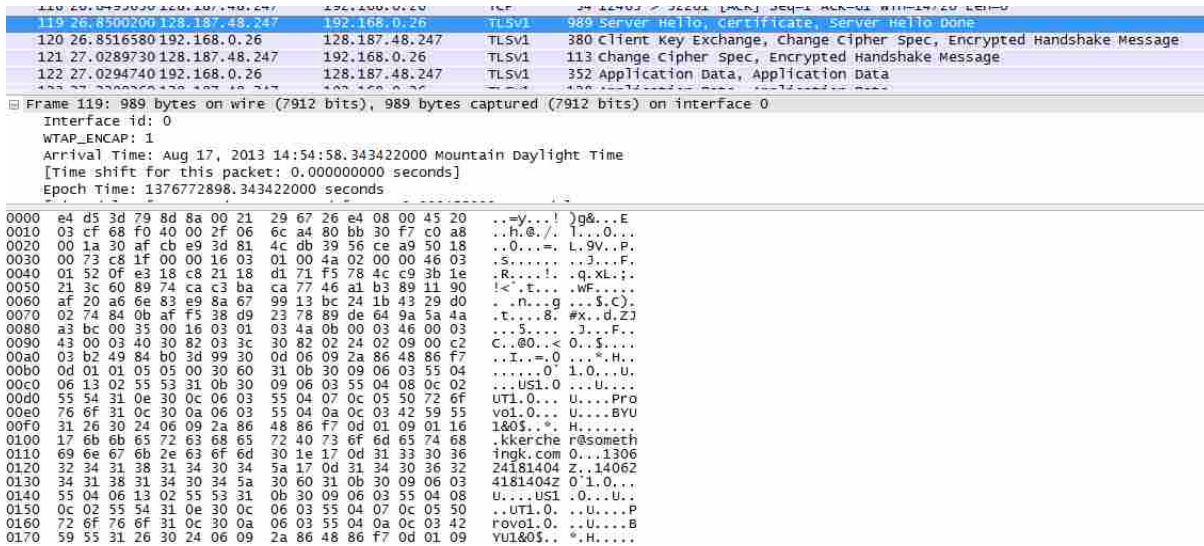 119 26.8500200 128.187.48.247 192.168.0.26 TLSv1 989 Server Hello, Certificate, Server Hello Done
120 26.8516580 192.168.0.26 128.187.48.247 TLSv1 380 Client Key Exchange, Change Cipher Spec, Encrypted Handshake Message
121 27.0289730 128.187.48.247 192.168.0.26 TLSv1 113 Change Cipher Spec, Encrypted Handshake Message
122 27.0294740 192.168.0.26 128.187.48.247 TLSv1 352 Application Data, Application Data
Frame 119: 989 bytes on wire (7912 bits), 989 bytes captured (7912 bits) on interface 0
Interface id: 0
WTAP_ENCAP: 1
Arrival Time: Aug 17, 2013 14:54:58.343422000 Mountain Daylight Time
[Time shift for this packet: 0.000000000 seconds]
Epoch Time: 1376772898.343422000 seconds
0000 e4 d5 3d 79 8d 8a 00 21 29 67 26 e4 08 00 45 20 ..=y...! )g&...E
0010 03 cf 68 f0 40 00 2f 06 6c a4 80 bb 30 f7 c0 a8 ..h.@./. l...0...
0020 00 1a 30 af cb e9 3d 81 4c db 39 56 ce a9 50 18 ..0...=. L.9V..P.
0030 00 73 c8 1f 00 00 16 03 01 00 4a 02 00 00 46 03 .s...... ..J...F.
0040 01 52 0f e3 18 c8 21 18 d1 71 f5 78 4c c9 3b 1e .R....!. .q.xL.;.
0050 21 3c 60 89 74 ca c3 ba ca 77 46 a1 b3 89 11 90 !<`.t... .wF.....
0060 af 20 a6 6e 83 e9 8a 67 99 13 bc 24 1b 43 29 d0 . .n...g ...$.C).
0070 02 74 84 0b af f5 38 d9 23 78 89 de 64 9a 5a 4a .t....8. #x..d.ZJ
0080 a3 bc 00 35 00 16 03 01 03 4a 0b 00 03 46 00 03 ...5.... .J...F..
0090 43 00 03 40 30 82 03 3c 30 82 02 24 02 09 00 c2 C..@0..< 0..$....
00a0 03 b2 49 84 b0 3d 99 30 0d 06 09 2a 86 48 86 f7 ..I..=.0 ...*.H..
00b0 0d 01 01 05 05 00 30 60 31 0b 30 09 06 03 55 04 ......0` 1.0...U.
00c0 06 13 02 55 53 31 0b 30 09 06 03 55 04 08 0c 02 ...US1.0 ...U....
00d0 55 54 31 0e 30 0c 06 03 55 04 07 0c 05 50 72 6f UT1.0... U....Pro
00e0 76 6f 31 0c 30 0a 06 03 55 04 0a 0c 03 42 59 55 vo1.0... U....BYU
00f0 31 26 30 24 06 09 2a 86 48 86 f7 0d 01 09 01 16 1&0$..*. H.......
0100 17 6b 6b 65 72 63 68 65 72 40 73 6f 6d 65 74 68 .kkerche r@someth
0110 69 6e 67 6b 2e 63 6f 6d 30 1e 17 0d 31 33 30 36 ingk.com 0...1306
0120 32 34 31 38 31 34 30 34 5a 17 0d 31 34 30 36 32 24181404 Z..14062
0130 34 31 38 31 34 30 34 5a 30 60 31 0b 30 09 06 03 4181404Z 0`1.0...
0140 55 04 06 13 02 55 53 31 0b 30 09 06 03 55 04 08 U....US1 .0...U..
0150 0c 02 55 54 31 0e 30 0c 06 03 55 04 07 0c 05 50 ..UT1.0. ..U....P
0160 72 6f 76 6f 31 0c 30 0a 06 03 55 04 0a 0c 03 42 rovo1.0. ..U....B
0170 59 55 31 26 30 24 06 09 2a 86 48 86 f7 0d 01 09 YU1&0$.. *.H.....